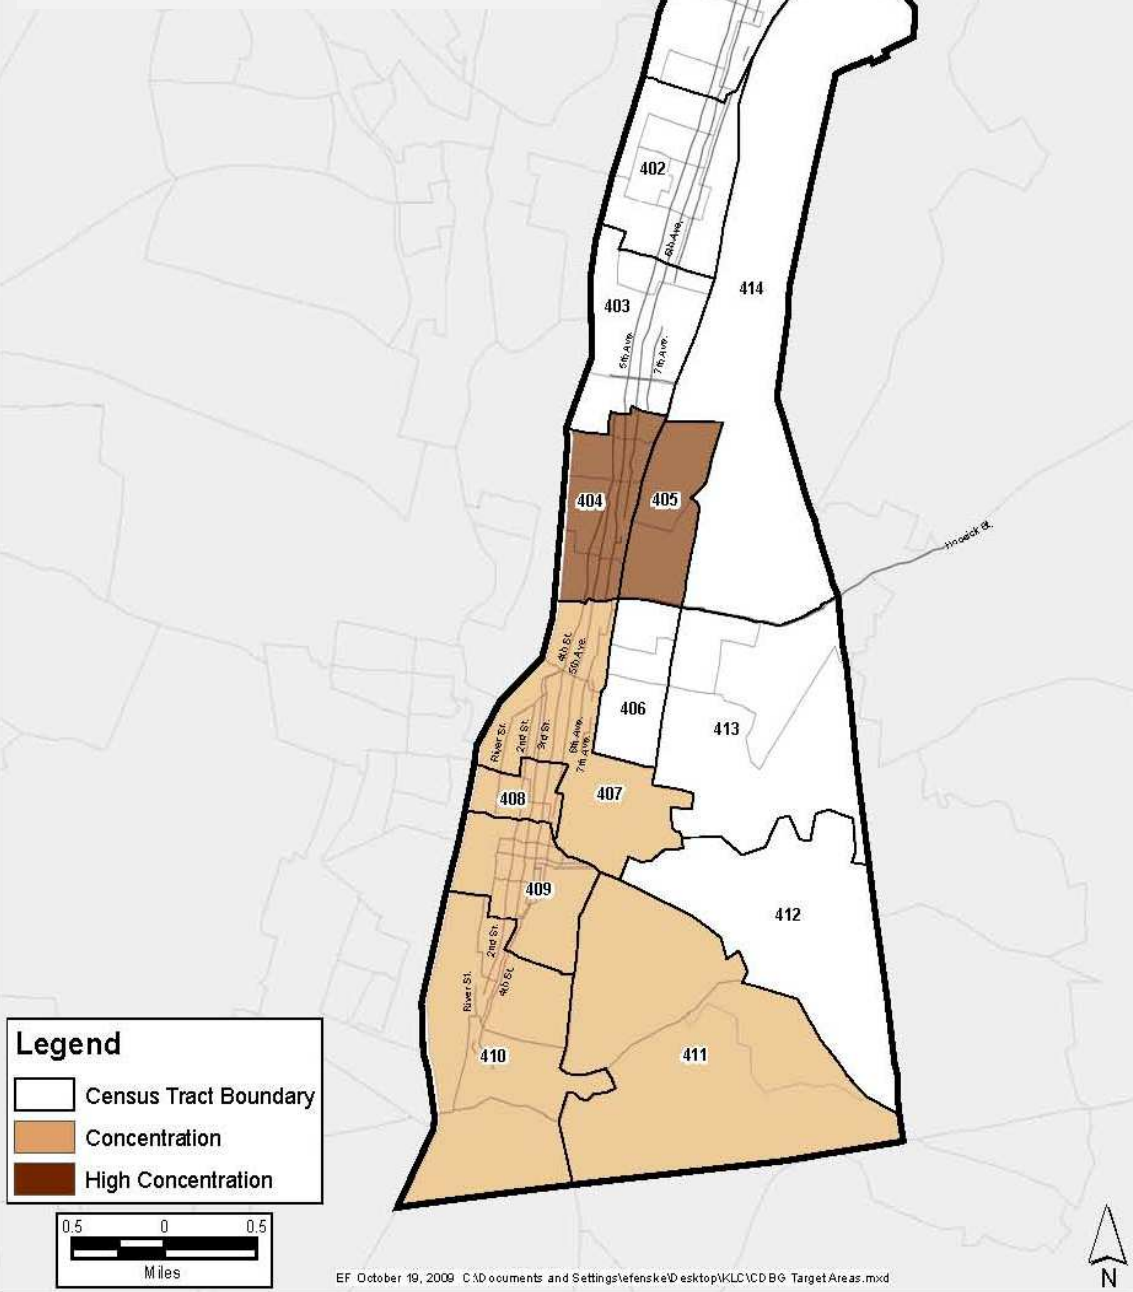 402
6th Ave.
414
403
5th Ave.
7th Ave.
404
405
Hoosick St.
4th St.
5th Ave.
406
413
River St.
2nd St.
3rd St.
6th Ave.
7th Ave.
408
407
409
412
2nd St.
River St.
4th St.
410
411
Legend
Census Tract Boundary
Concentration
High Concentration
0.5 0 0.5
Miles
EF October 19, 2009 C:\Documents and Settings\efenske\Desktop\KLC\CDBG Target Areas.mxd
N